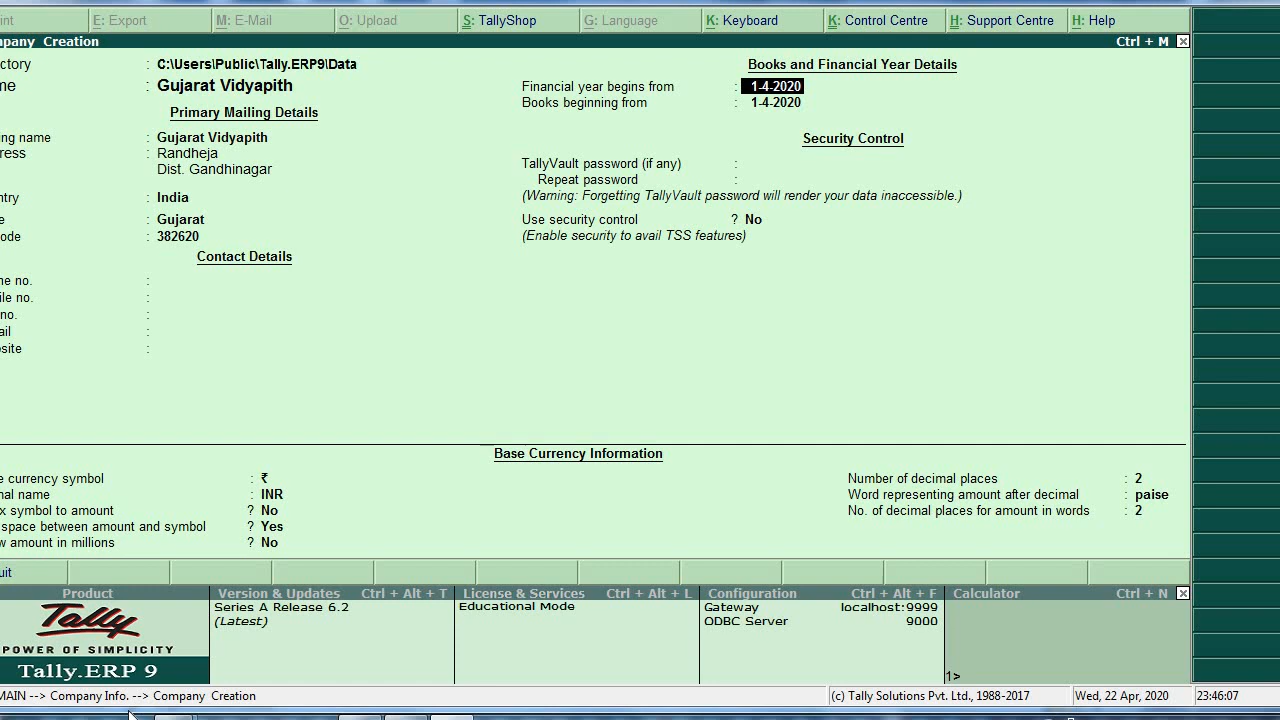 int E: Export M: E-Mail O: Upload S: TallyShop G: Language K: Keyboard K: Control Centre H: Support Centre H: Help
mpany Creation Ctrl + M
ctory : C:\Users\Public\Tally.ERP9\Data
me : Gujarat Vidyapith
Primary Mailing Details
ing name : Gujarat Vidyapith
ress : Randheja
Dist. Gandhinagar
ntry : India
e : Gujarat
ode : 382620
Contact Details
ne no. :
ile no. :
no. :
ail :
site :
Books and Financial Year Details
Financial year begins from : 1-4-2020
Books beginning from : 1-4-2020
Security Control
TallyVault password (if any) :
Repeat password :
(Warning: Forgetting TallyVault password will render your data inaccessible.)
Use security control ? No
(Enable security to avail TSS features)
Base Currency Information
e currency symbol : ₹
nal name : INR
x symbol to amount ? No
space between amount and symbol ? Yes
w amount in millions ? No
Number of decimal places : 2
Word representing amount after decimal : paise
No. of decimal places for amount in words : 2
uit
Product
Tally
POWER OF SIMPLICITY
Tally.ERP 9
Version & Updates Ctrl + Alt + T
Series A Release 6.2
(Latest)
License & Services Ctrl + Alt + L
Educational Mode
Configuration Ctrl + Alt + F
Gateway localhost:9999
ODBC Server 9000
Calculator Ctrl + N
1>
MAIN --> Company Info. --> Company Creation (c) Tally Solutions Pvt. Ltd., 1988-2017 Wed, 22 Apr, 2020 23:46:07